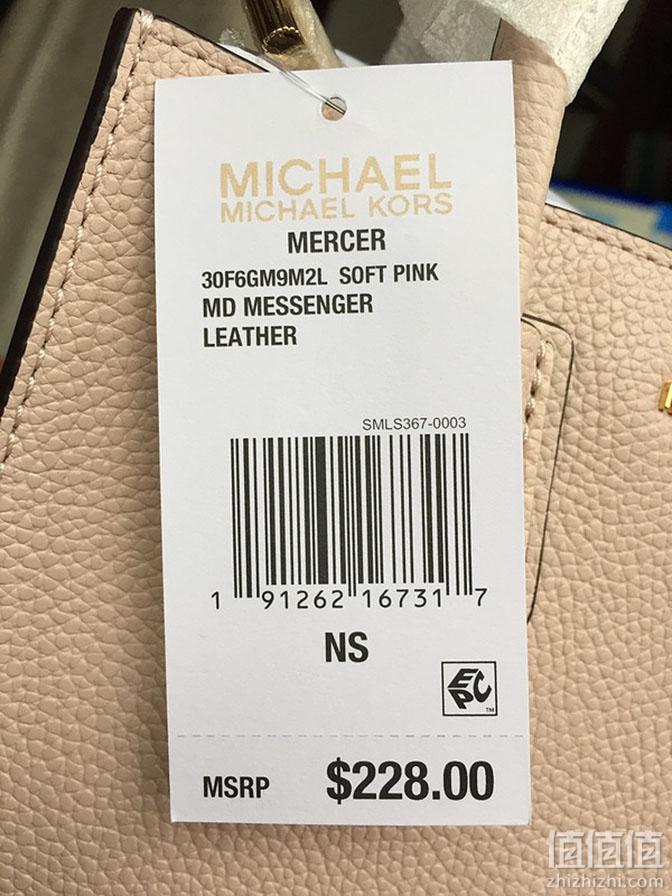 MICHAEL
MICHAEL KORS
MERCER
30F6GM9M2L SOFT PINK
MD MESSENGER
LEATHER
SMLS367-0003
1 91262 16731 7
NS
EPC
TM
MSRP $228.00
值值值
zhizhizhi.com